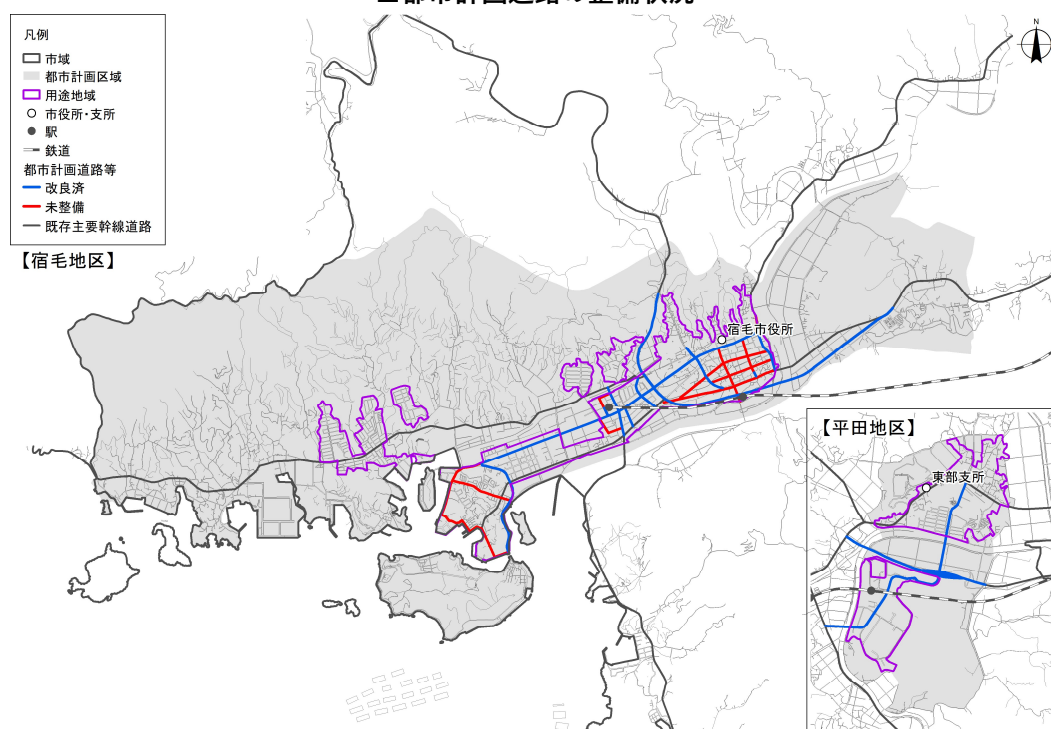 凡例
市域
都市計画区域
用途地域
市役所・支所
駅
鉄道
都市計画道路等
改良済
未整備
既存主要幹線道路
N
【宿毛地区】
宿毛市役所
【平田地区】
東部支所